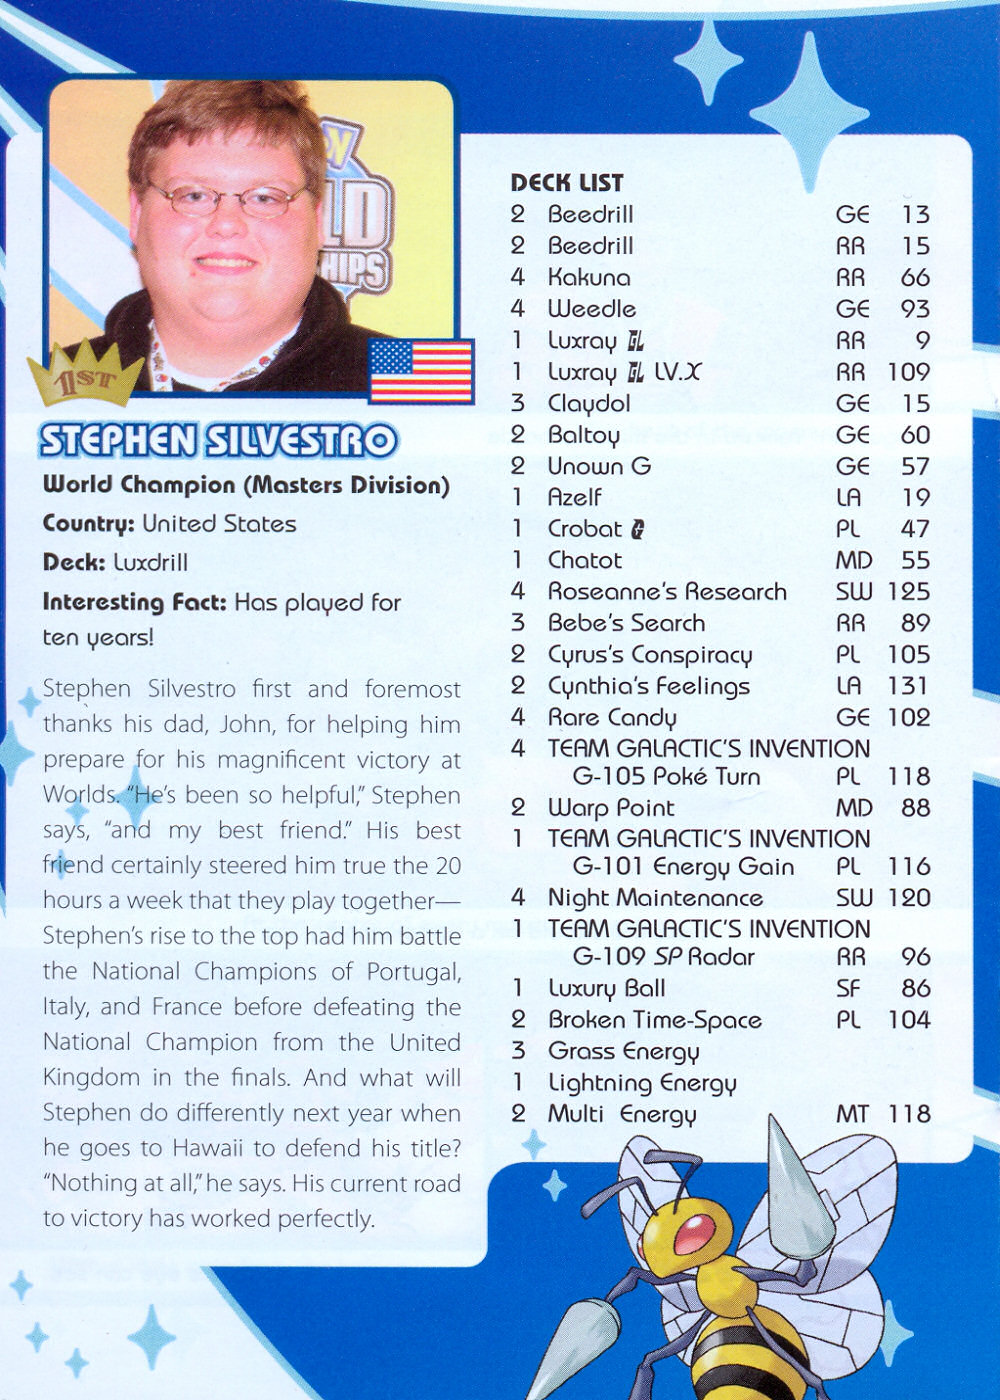 1ST
STEPHEN SILVESTRO
World Champion (Masters Division)
Country: United States
Deck: Luxdrill
Interesting Fact: Has played for
ten years!
Stephen Silvestro first and foremost
thanks his dad, John, for helping him
prepare for his magnificent victory at
Worlds. “He’s been so helpful,” Stephen
says, “and my best friend.” His best
friend certainly steered him true the 20
hours a week that they play together—
Stephen’s rise to the top had him battle
the National Champions of Portugal,
Italy, and France before defeating the
National Champion from the United
Kingdom in the finals. And what will
Stephen do differently next year when
he goes to Hawaii to defend his title?
“Nothing at all,” he says. His current road
to victory has worked perfectly.
DECK LIST
2 Beedrill GE 13
2 Beedrill RR 15
4 Kakuna RR 66
4 Weedle GE 93
1 Luxray GL RR 9
1 Luxray GL LV.X RR 109
3 Claydol GE 15
2 Baltoy GE 60
2 Unown G GE 57
1 Azelf LA 19
1 Crobat G PL 47
1 Chatot MD 55
4 Roseanne’s Research SW 125
3 Bebe’s Search RR 89
2 Cyrus’s Conspiracy PL 105
2 Cynthia’s Feelings LA 131
4 Rare Candy GE 102
4 TEAM GALACTIC’S INVENTION
G-105 Poké Turn PL 118
2 Warp Point MD 88
1 TEAM GALACTIC’S INVENTION
G-101 Energy Gain PL 116
4 Night Maintenance SW 120
1 TEAM GALACTIC’S INVENTION
G-109 SP Radar RR 96
1 Luxury Ball SF 86
2 Broken Time-Space PL 104
3 Grass Energy
1 Lightning Energy
2 Multi Energy MT 118